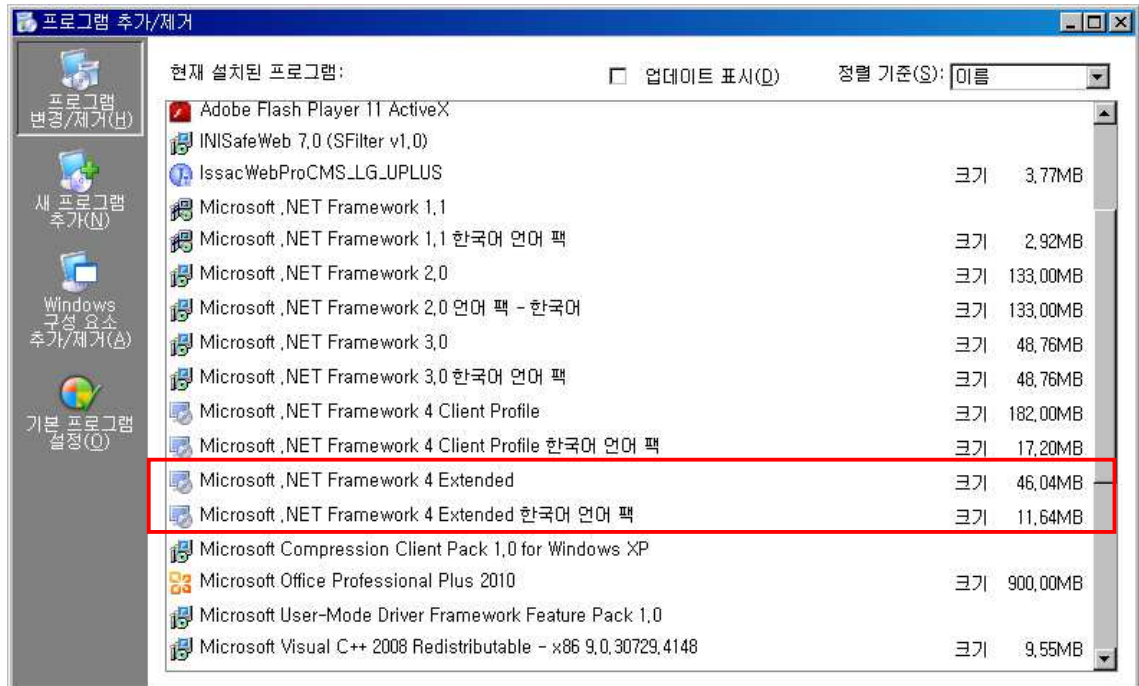 프로그램 추가/제거
프로그램
변경/제거(H)
새 프로그램
추가(N)
Windows
구성 요소
추가/제거(A)
기본 프로그램
설정(O)
현재 설치된 프로그램: 업데이트 표시(D) 정렬 기준(S): 이름
Adobe Flash Player 11 ActiveX
INISafeWeb 7,0 (SFilter v1,0)
IssacWebProCMS_LG_UPLUS 크기 3,77MB
Microsoft ,NET Framework 1,1
Microsoft ,NET Framework 1,1 한국어 언어 팩 크기 2,92MB
Microsoft ,NET Framework 2,0 크기 133,00MB
Microsoft ,NET Framework 2,0 언어 팩 - 한국어 크기 133,00MB
Microsoft ,NET Framework 3,0 크기 48,76MB
Microsoft ,NET Framework 3,0 한국어 언어 팩 크기 48,76MB
Microsoft ,NET Framework 4 Client Profile 크기 182,00MB
Microsoft ,NET Framework 4 Client Profile 한국어 언어 팩 크기 17,20MB
Microsoft ,NET Framework 4 Extended 크기 46,04MB
Microsoft ,NET Framework 4 Extended 한국어 언어 팩 크기 11,64MB
Microsoft Compression Client Pack 1,0 for Windows XP
Microsoft Office Professional Plus 2010 크기 900,00MB
Microsoft User-Mode Driver Framework Feature Pack 1,0
Microsoft Visual C++ 2008 Redistributable - x86 9,0,30729,4148 크기 9,55MB